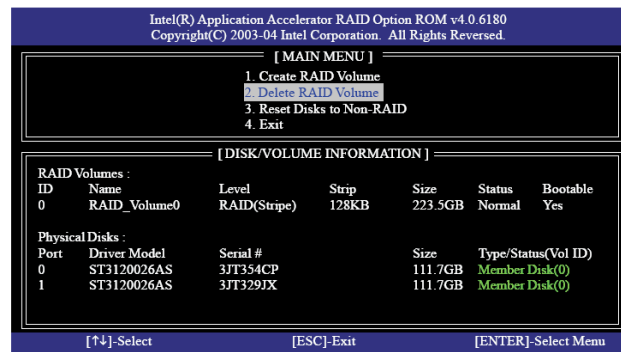 Intel(R) Application Accelerator RAID Option ROM v4.0.6180
Copyright(C) 2003-04 Intel Corporation. All Rights Reversed.
[ MAIN MENU ]
1. Create RAID Volume
2. Delete RAID Volume
3. Reset Disks to Non-RAID
4. Exit
[ DISK/VOLUME INFORMATION ]
RAID Volumes :
ID Name Level Strip Size Status Bootable
0 RAID_Volume0 RAID(Stripe) 128KB 223.5GB Normal Yes
Physical Disks :
Port Driver Model Serial # Size Type/Status(Vol ID)
0 ST3120026AS 3JT354CP 111.7GB Member Disk(0)
1 ST3120026AS 3JT329JX 111.7GB Member Disk(0)
[↑↓]-Select [ESC]-Exit [ENTER]-Select Menu